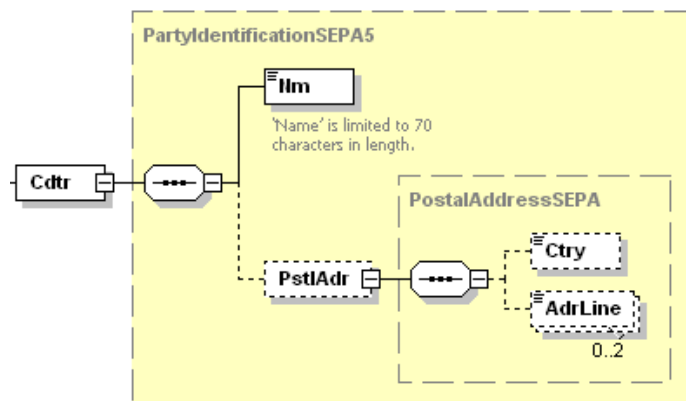 PartyIdentificationSEPA5
Nm
'Name' is limited to 70
characters in length.
Cdtr
PostalAddressSEPA
Ctry
PstlAdr
AdrLine
0..2